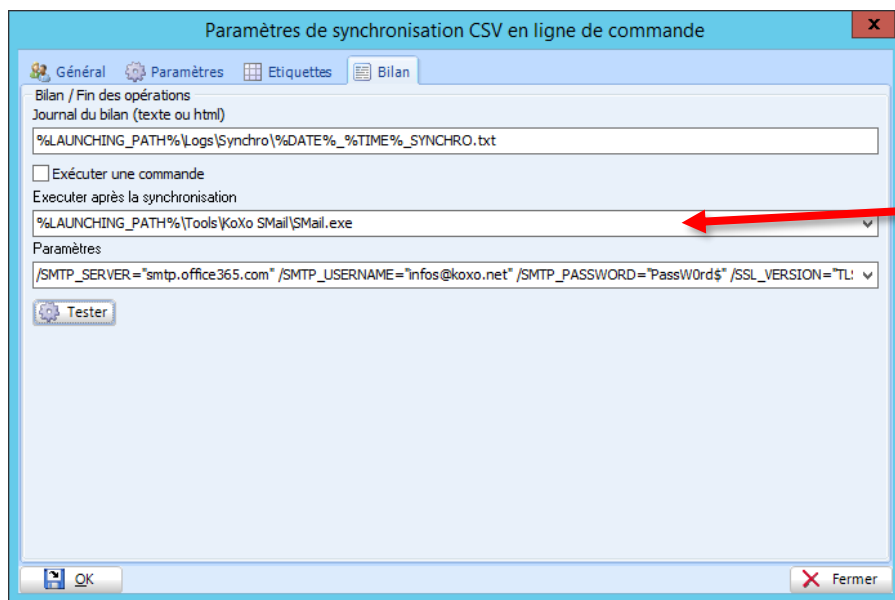 Paramètres de synchronisation CSV en ligne de commande
x
Général Paramètres Etiquettes Bilan
Bilan / Fin des opérations
Journal du bilan (texte ou html)
%LAUNCHING_PATH%\Logs\Synchro\%DATE%_%TIME%_SYNCHRO.txt
Exécuter une commande
Executer après la synchronisation
%LAUNCHING_PATH%\Tools\KoXo SMail\SMail.exe
Paramètres
/SMTP_SERVER="smtp.office365.com" /SMTP_USERNAME="infos@koxo.net" /SMTP_PASSWORD="PassW0rd$" /SSL_VERSION="TL
Tester
OK Fermer